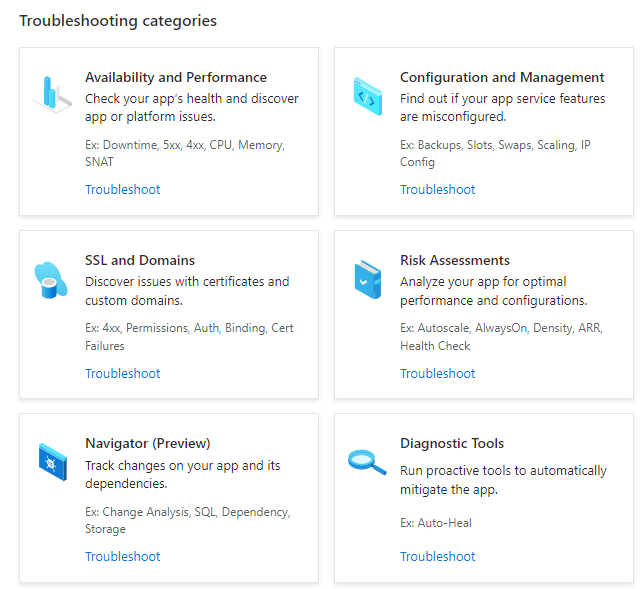 Troubleshooting categories
Availability and Performance
Check your app's health and discover
app or platform issues.
Ex: Downtime, 5xx, 4xx, CPU, Memory,
SNAT
Troubleshoot
Configuration and Management
Find out if your app service features
are misconfigured.
Ex: Backups, Slots, Swaps, Scaling, IP
Config
Troubleshoot
SSL and Domains
Discover issues with certificates and
custom domains.
Ex: 4xx, Permissions, Auth, Binding, Cert
Failures
Troubleshoot
Risk Assessments
Analyze your app for optimal
performance and configurations.
Ex: Autoscale, AlwaysOn, Density, ARR,
Health Check
Troubleshoot
Navigator (Preview)
Track changes on your app and its
dependencies.
Ex: Change Analysis, SQL, Dependency,
Storage
Troubleshoot
Diagnostic Tools
Run proactive tools to automatically
mitigate the app.
Ex: Auto-Heal
Troubleshoot